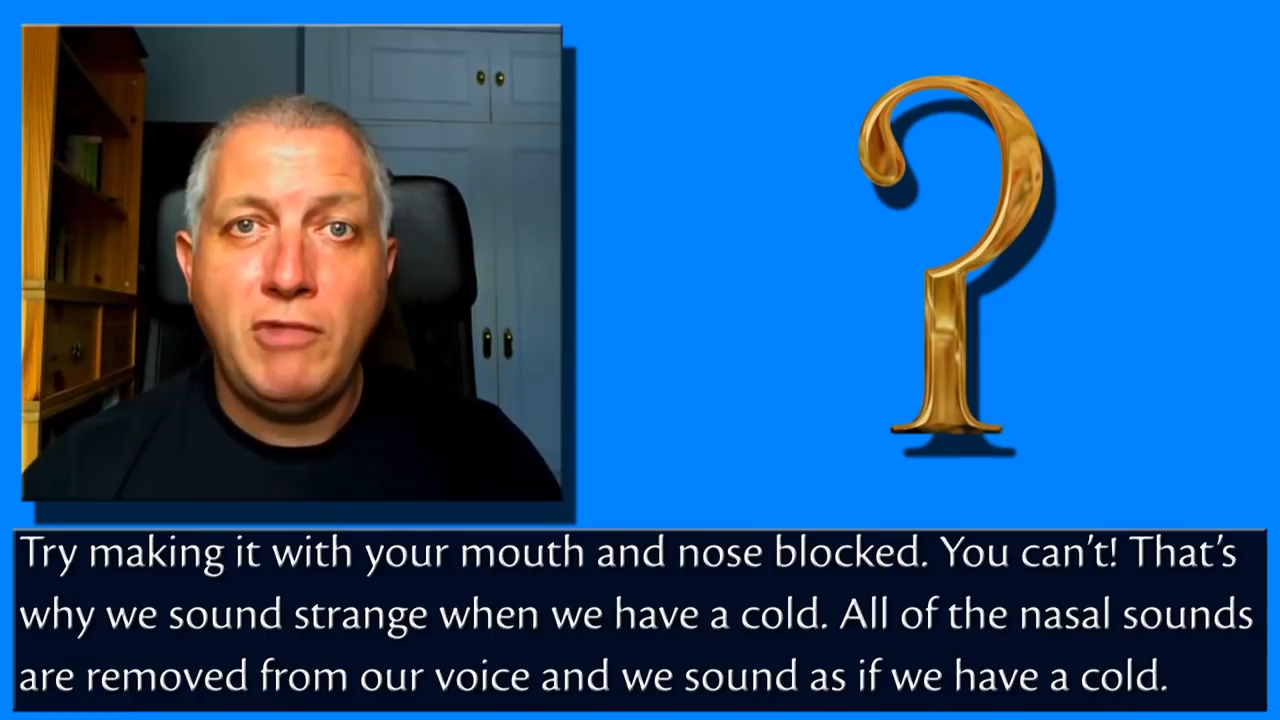 Try making it with your mouth and nose blocked. You can't! That's
why we sound strange when we have a cold. All of the nasal sounds
are removed from our voice and we sound as if we have a cold.